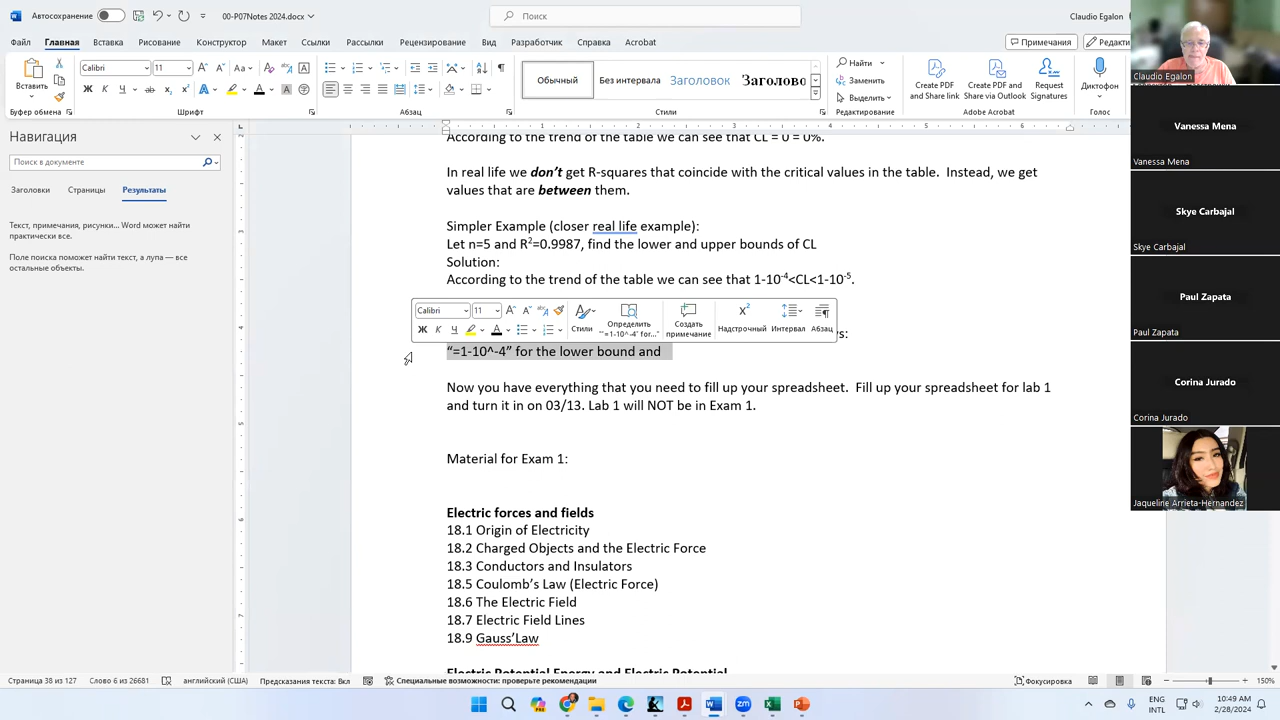 Автосохранение
00-P07Notes 2024.docx
Поиск
Claudio Egalon
Файл Главная Вставка Рисование Конструктор Макет Ссылки Рассылки Рецензирование Вид Разработчик Справка Acrobat
Примечания
Вставить
Calibri 11
Обычный
Без интервала
Заголовок
Заголово
Найти
Заменить
Выделить
Create PDF and Share link
Create PDF and Share via Outlook
Request Signatures
Диктофон
Буфер обмена Шрифт Абзац Стили Редактирование Adobe Acrobat Голос
Навигация
Поиск в документе
Заголовки Страницы Результаты
Текст, примечания, рисунки... Word может найти
практически все.
Поле поиска поможет найти текст, а лупа — все
остальные объекты.
According to the trend of the table we can see that CL = 0 = 0%.
In real life we don’t get R-squares that coincide with the critical values in the table. Instead, we get
values that are between them.
Simpler Example (closer real life example):
Let n=5 and R²=0.9987, find the lower and upper bounds of CL
Solution:
According to the trend of the table we can see that 1-10⁻⁴<CL<1-10⁻⁵.
Calibri 11
Стили
Определить "“=1-10^-4” for..."
Создать примечание
Надстрочный
Интервал
Абзац
“=1-10^-4” for the lower bound and
Now you have everything that you need to fill up your spreadsheet. Fill up your spreadsheet for lab 1
and turn it in on 03/13. Lab 1 will NOT be in Exam 1.
Material for Exam 1:
Electric forces and fields
18.1 Origin of Electricity
18.2 Charged Objects and the Electric Force
18.3 Conductors and Insulators
18.5 Coulomb’s Law (Electric Force)
18.6 The Electric Field
18.7 Electric Field Lines
18.9 Gauss’Law
Electric Potential Energy and Electric Potential
Claudio Egalon
Vanessa Mena
Vanessa Mena
Skye Carbajal
Skye Carbajal
Paul Zapata
Paul Zapata
Corina Jurado
Corina Jurado
Jaqueline Arrieta-Hernandez
Страница 38 из 127 Слово 6 из 26681 английский (США) Предсказания текста: Вкл Специальные возможности: проверьте рекомендации Фокусировка 150%
ENG
INTL
10:49 AM
2/28/2024